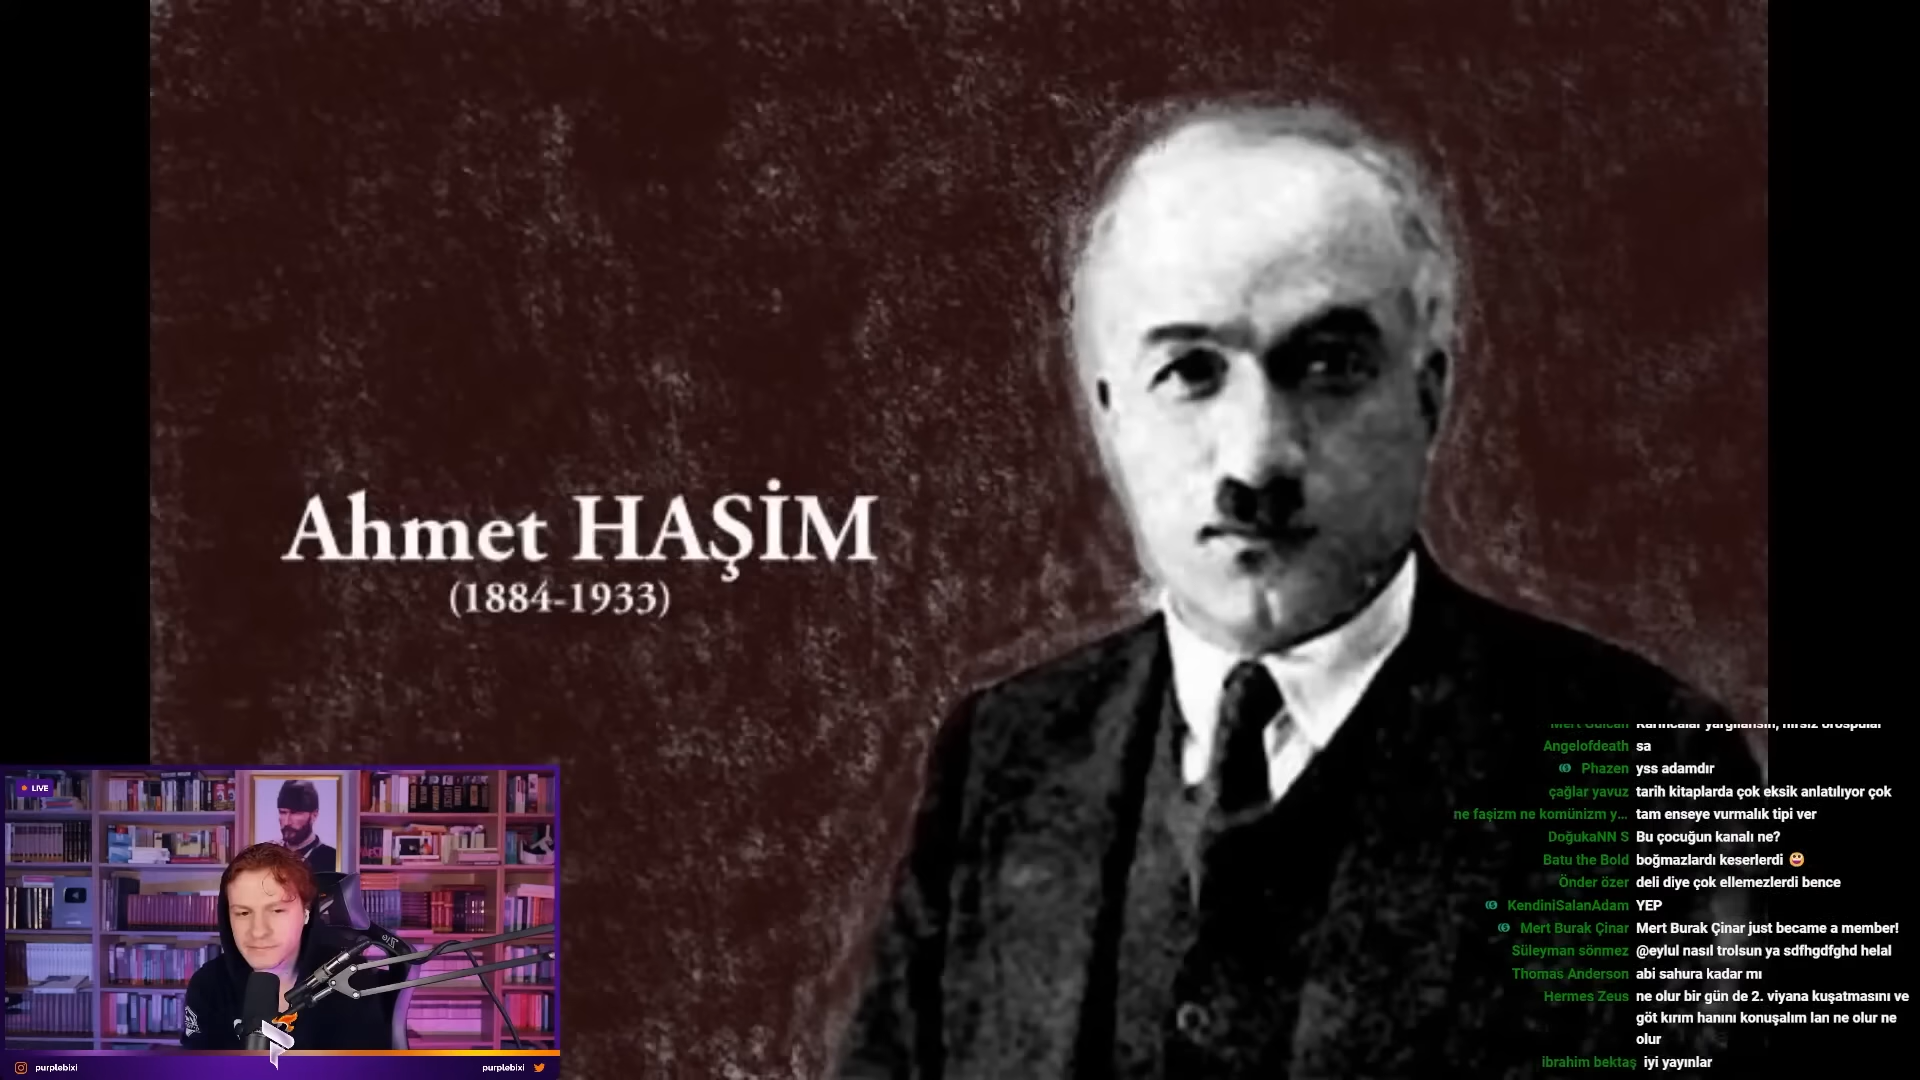 Ahmet HAŞİM
(1884-1933)
Angelofdeath sa
Phazen yss adamdır
çağlar yavuz tarih kitaplarda çok eksik anlatılıyor çok
ne faşizm ne komünizm y... tam enseye vurmalık tipi ver
DoğukaNN S Bu çocuğun kanalı ne?
Batu the Bold boğmazlardı keserlerdi 😀
Önder özer deli diye çok ellemezlerdi bence
KendiniSalanAdam YEP
Mert Burak Çinar Mert Burak Çinar just became a member!
Süleyman sönmez @eylul nasıl trolsun ya sdfhgdfghd helal
Thomas Anderson abi sahura kadar mı
Hermes Zeus ne olur bir gün de 2. viyana kuşatmasını ve
göt kırım hanını konuşalım lan ne olur ne
olur
ibrahim bektaş iyi yayınlar
LIVE
purplebixi
purplebixi